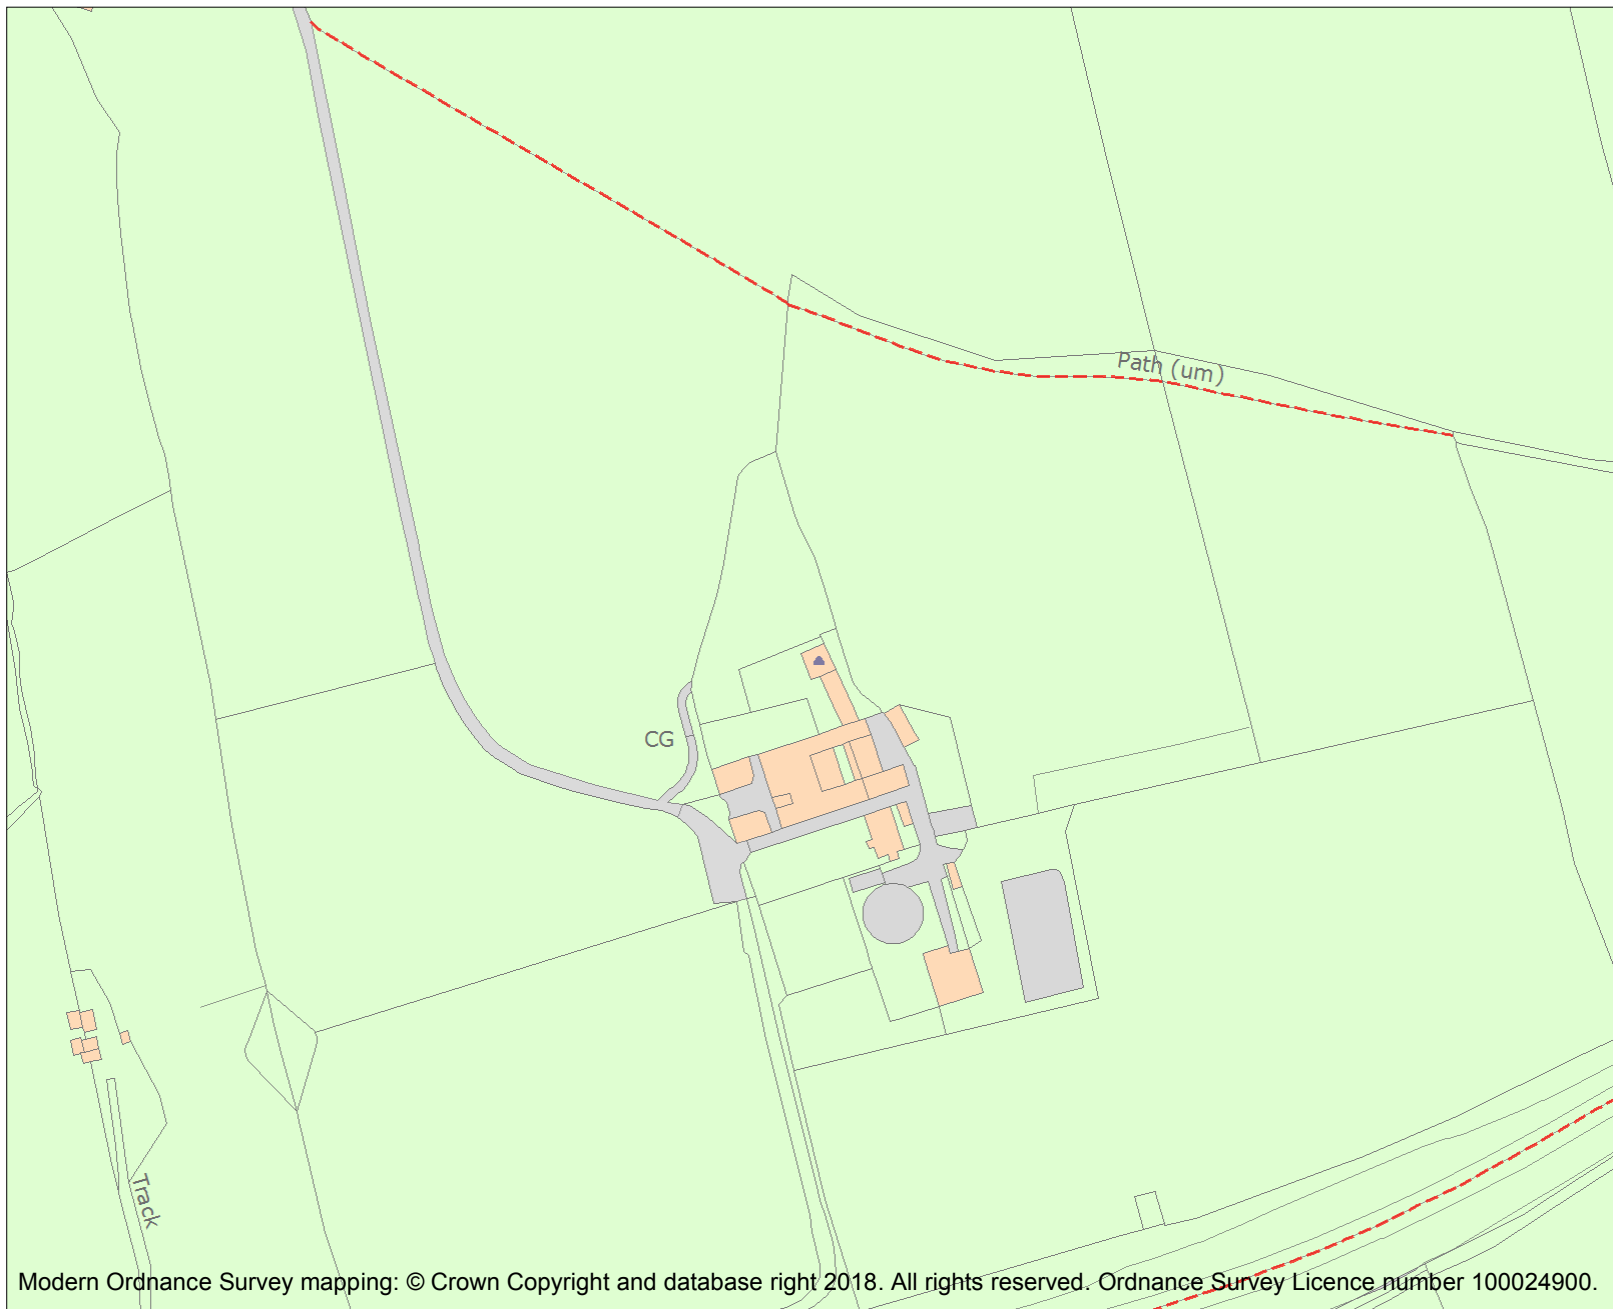 Path (um)
CG
Track
Modern Ordnance Survey mapping: © Crown Copyright and database right 2018. All rights reserved. Ordnance Survey Licence number 100024900.